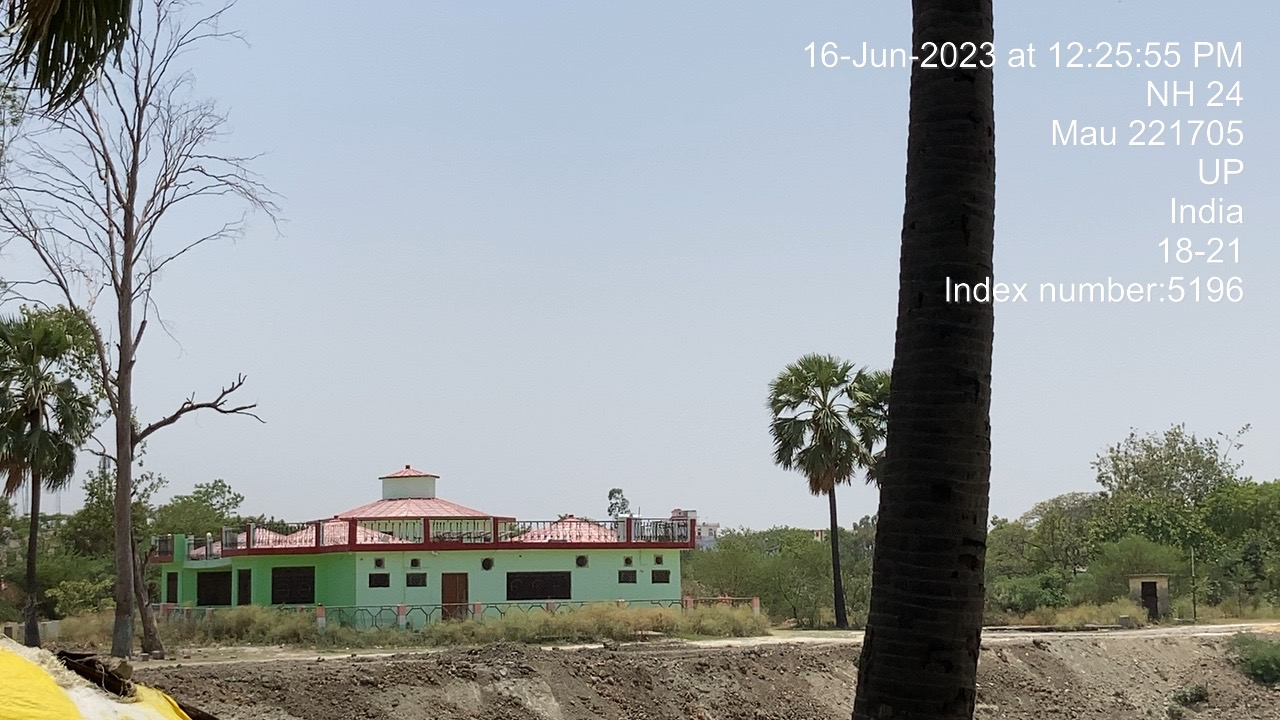 16-Jun-2023 at 12:25:55 PM
NH 24
Mau 221705
UP
India
18-21
Index number:5196